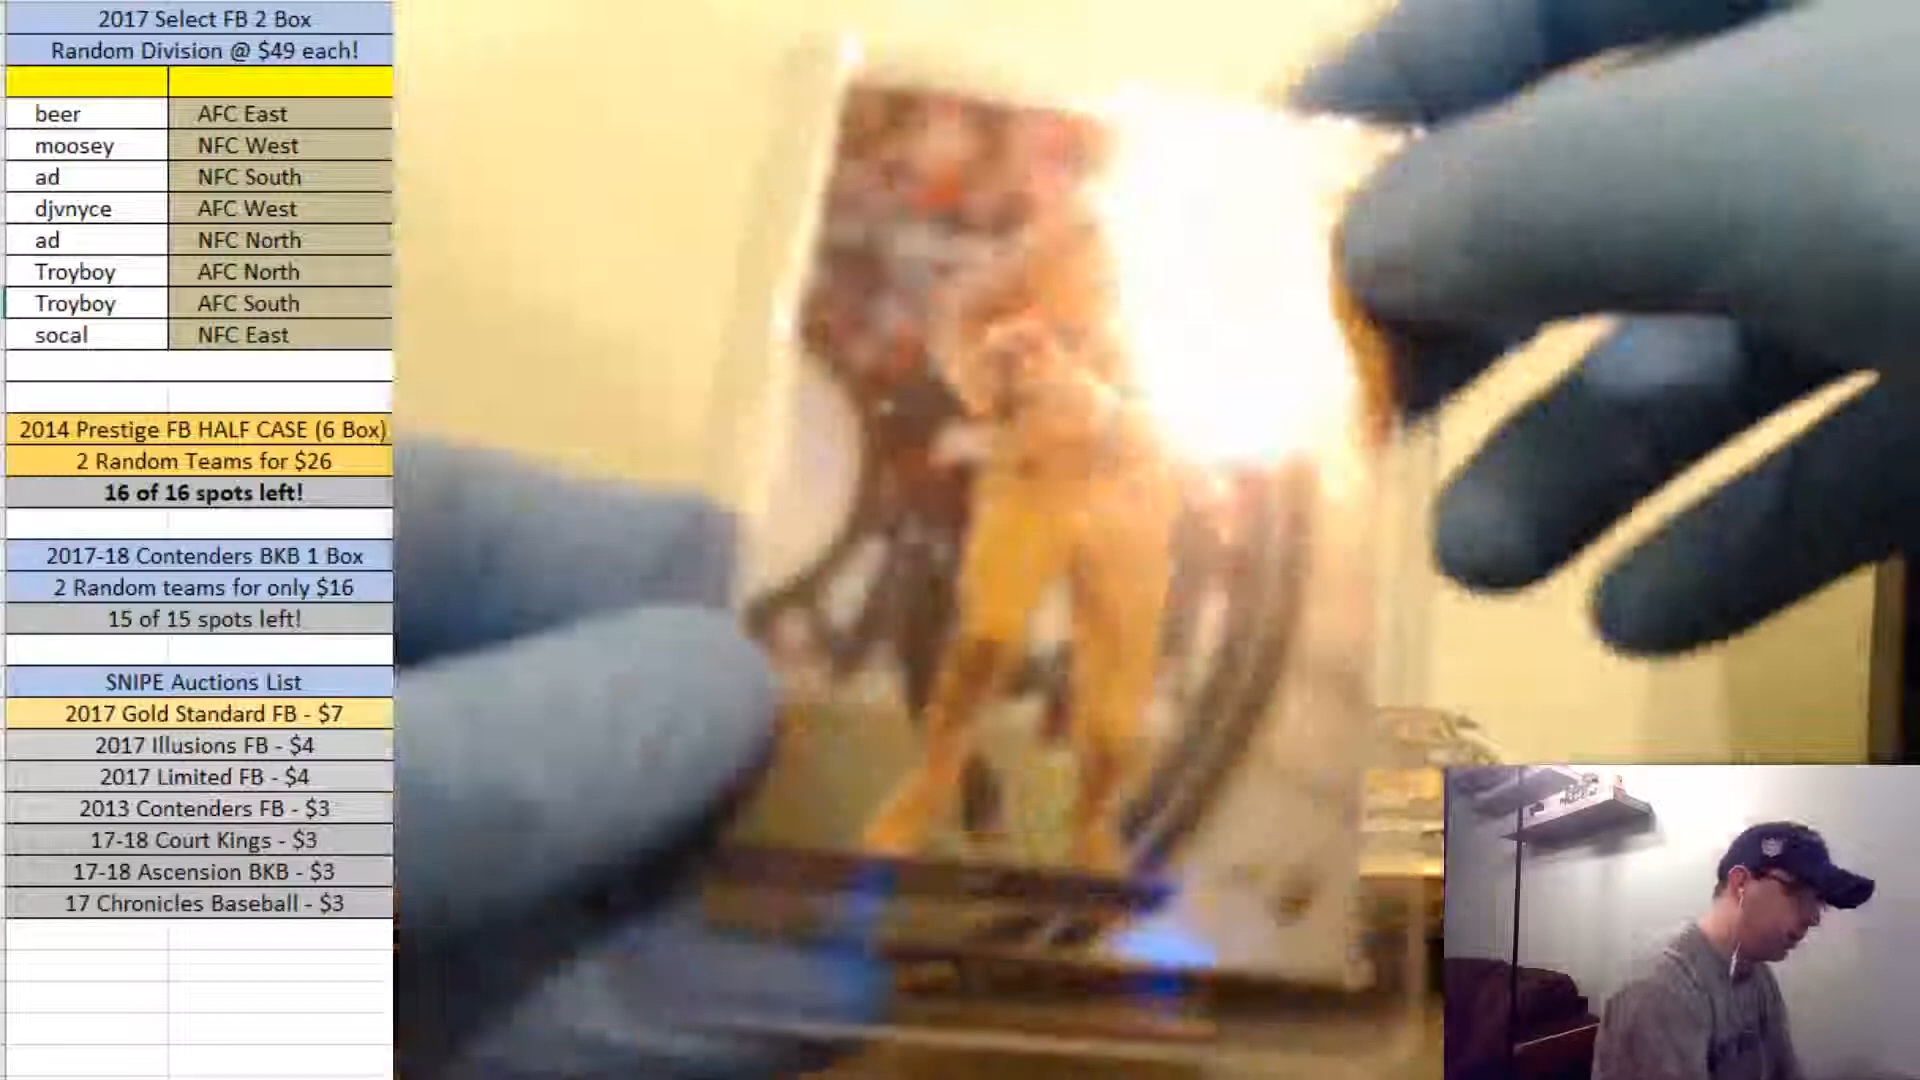 2017 Select FB 2 Box
Random Division @ $49 each!
beer AFC East
moosey NFC West
ad NFC South
djvnyce AFC West
ad NFC North
Troyboy AFC North
Troyboy AFC South
socal NFC East
2014 Prestige FB HALF CASE (6 Box)
2 Random Teams for $26
16 of 16 spots left!
2017-18 Contenders BKB 1 Box
2 Random teams for only $16
15 of 15 spots left!
SNIPE Auctions List
2017 Gold Standard FB - $7
2017 Illusions FB - $4
2017 Limited FB - $4
2013 Contenders FB - $3
17-18 Court Kings - $3
17-18 Ascension BKB - $3
17 Chronicles Baseball - $3